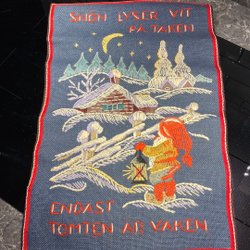 SNÖN LYSER VIT
PÅ TAKEN
ENDAST
TOMTEN ÄR VAKEN